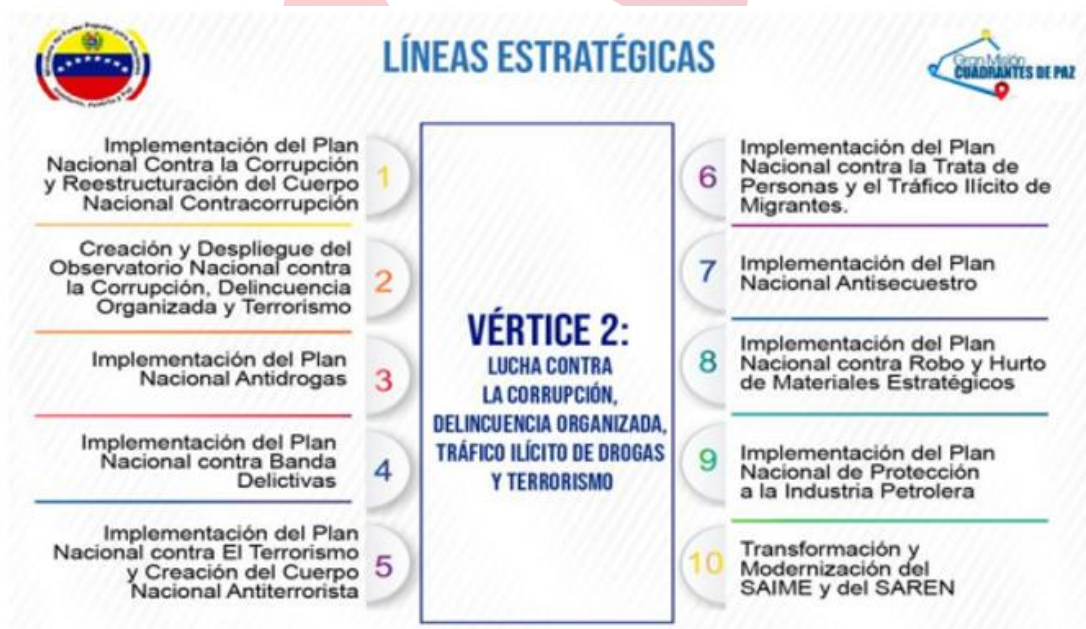 LÍNEAS ESTRATÉGICAS
Gran Misión
CUADRANTES DE PAZ
Implementación del Plan
Nacional Contra la Corrupción
y Reestructuración del Cuerpo
Nacional Contracorrupción
1
Creación y Despliegue del
Observatorio Nacional contra
la Corrupción, Delincuencia
Organizada y Terrorismo
2
Implementación del Plan
Nacional Antidrogas
3
Implementación del Plan
Nacional contra Banda
Delictivas
4
Implementación del Plan
Nacional contra El Terrorismo
y Creación del Cuerpo
Nacional Antiterrorista
5
VÉRTICE 2:
LUCHA CONTRA
LA CORRUPCIÓN,
DELINCUENCIA ORGANIZADA,
TRÁFICO ILÍCITO DE DROGAS
Y TERRORISMO
6
Implementación del Plan
Nacional contra la Trata de
Personas y el Tráfico Ilícito de
Migrantes.
7
Implementación del Plan
Nacional Antisecuestro
8
Implementación del Plan
Nacional contra Robo y Hurto
de Materiales Estratégicos
9
Implementación del Plan
Nacional de Protección
a la Industria Petrolera
10
Transformación y
Modernización del
SAIME y del SAREN